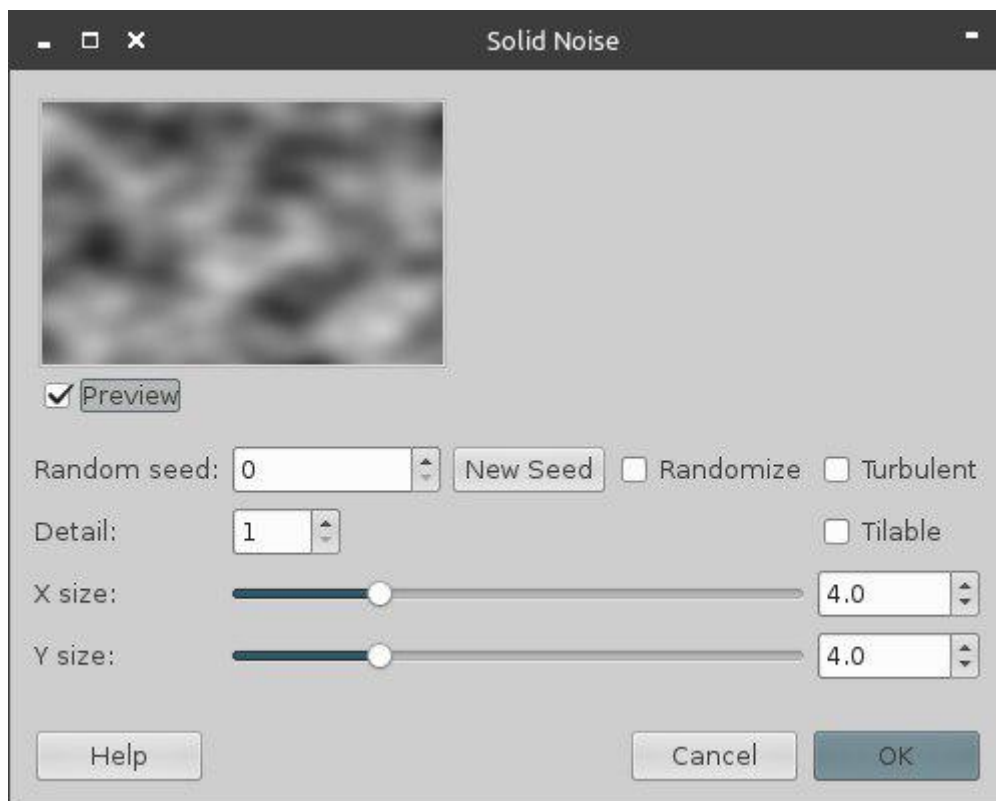 Solid Noise
Preview
Random seed: 0 New Seed Randomize Turbulent
Detail: 1 Tilable
X size: 4.0
Y size: 4.0
Help Cancel OK